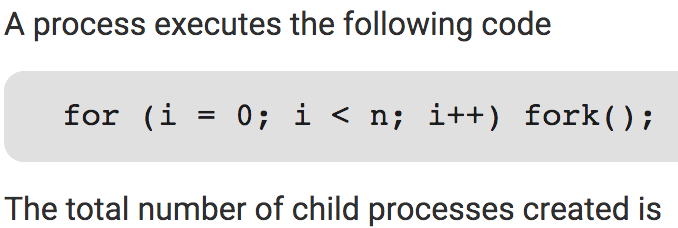 A process executes the following code
for (i = 0; i < n; i++) fork();
The total number of child processes created is